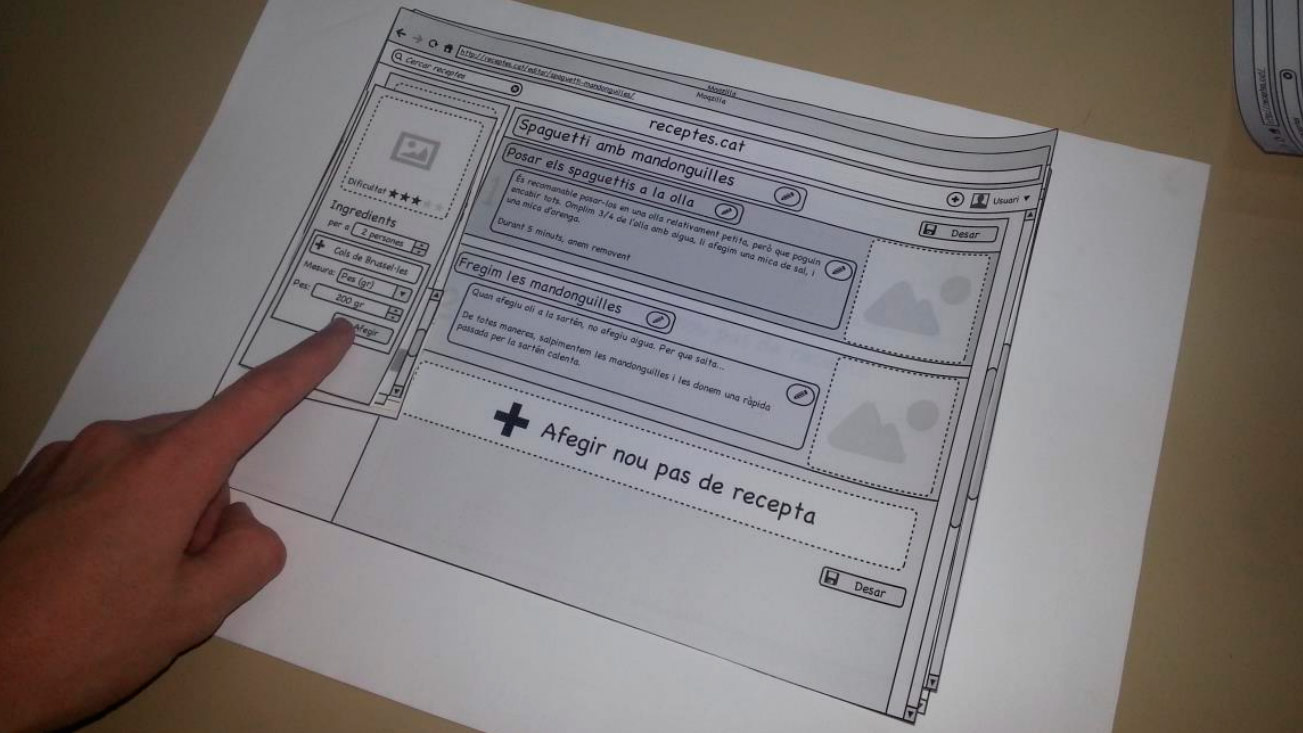 Moqzilla
Moqzilla
http://receptes.cat/editor/spaguetti-mandonguilles/
Cercar receptes
receptes.cat
Usuari
Desar
Dificultat
Ingredients
per a 2 persones
Cols de Brussel·les
Mesura: Pes (gr)
Pes: 200 gr
Afegir
Spaguetti amb mandonguilles
Posar els spaguettis a la olla
És recomanable posar-los en una olla relativament petita, però que poguin
encabir tots. Omplim 3/4 de l'olla amb aigua, li afegim una mica de sal, i
una mica d'orenga.
Durant 5 minuts, anem removent
Fregim les mandonguilles
Quan afegiu oli a la sartén, no afegiu aigua. Per que salta...
De totes maneres, salpimentem les mandonguilles i les donem una ràpida
passada per la sartén calenta.
Afegir nou pas de recepta
Desar